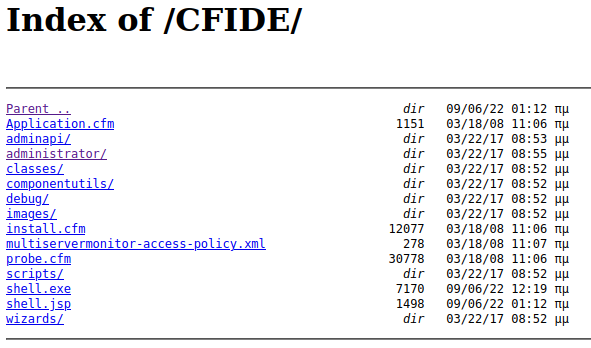 Index of /CFIDE/
Parent .. dir 09/06/22 01:12 πμ
Application.cfm 1151 03/18/08 11:06 πμ
adminapi/ dir 03/22/17 08:53 μμ
administrator/ dir 03/22/17 08:55 μμ
classes/ dir 03/22/17 08:52 μμ
componentutils/ dir 03/22/17 08:52 μμ
debug/ dir 03/22/17 08:52 μμ
images/ dir 03/22/17 08:52 μμ
install.cfm 12077 03/18/08 11:06 πμ
multiservermonitor-access-policy.xml 278 03/18/08 11:07 πμ
probe.cfm 30778 03/18/08 11:06 πμ
scripts/ dir 03/22/17 08:52 μμ
shell.exe 7170 09/06/22 12:19 πμ
shell.jsp 1498 09/06/22 01:12 πμ
wizards/ dir 03/22/17 08:52 μμ